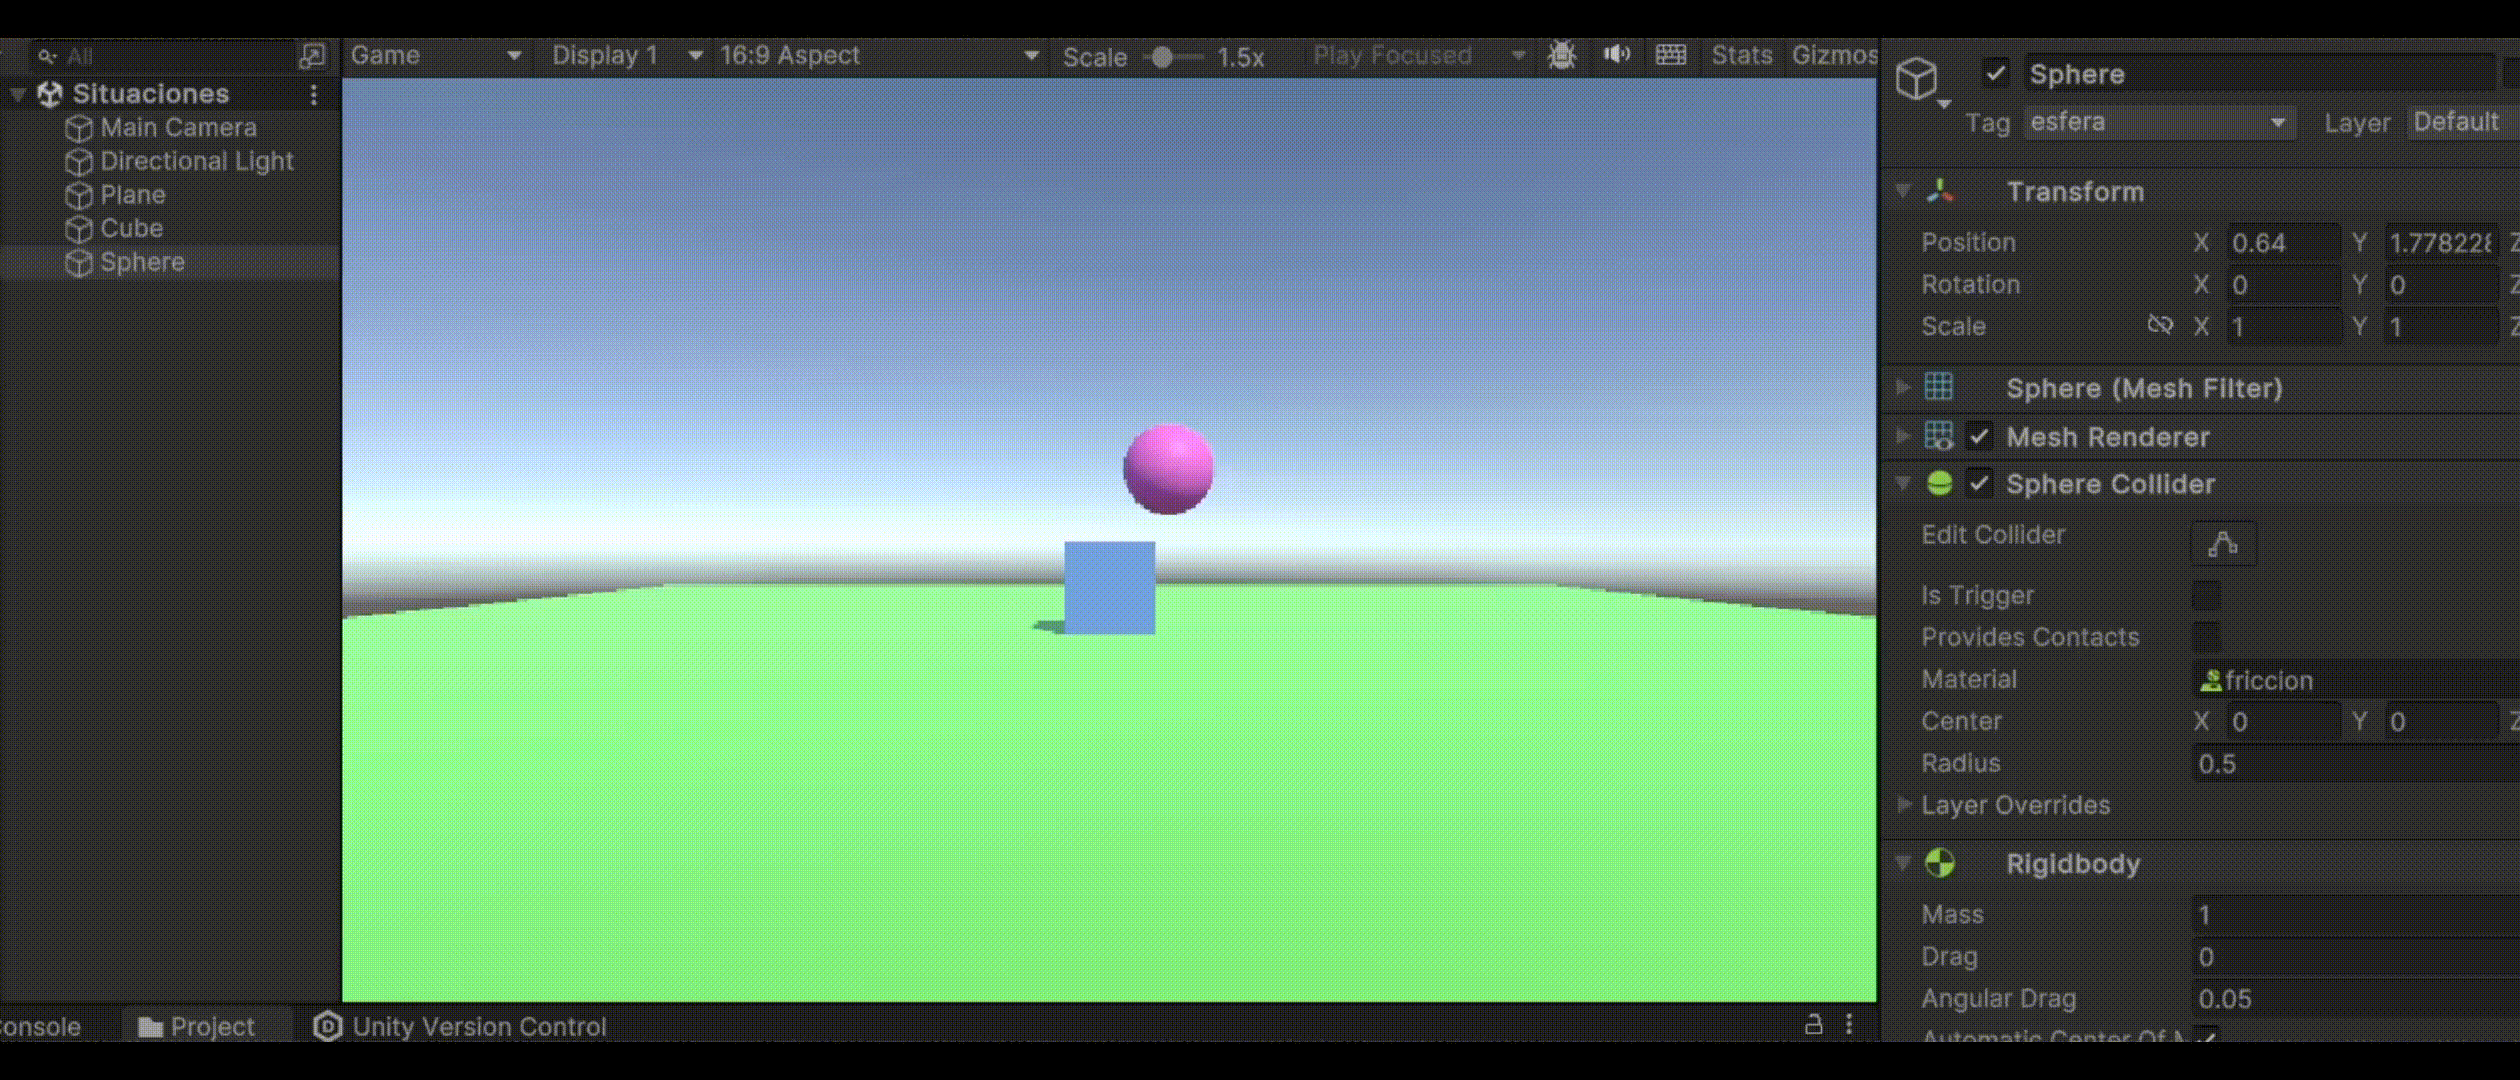 All
Situaciones
Main Camera
Directional Light
Plane
Cube
Sphere
Game Display 1 16:9 Aspect Scale 1.5x Play Focused Stats Gizmos
Sphere
Tag esfera Layer Default
Transform
Position X 0.64 Y 1.778228 Z
Rotation X 0 Y 0 Z
Scale X 1 Y 1 Z
Sphere (Mesh Filter)
Mesh Renderer
Sphere Collider
Edit Collider
Is Trigger
Provides Contacts
Material friccion
Center X 0 Y 0 Z
Radius 0.5
Layer Overrides
Rigidbody
Mass 1
Drag 0
Angular Drag 0.05
Automatic Center Of M
onsole Project Unity Version Control